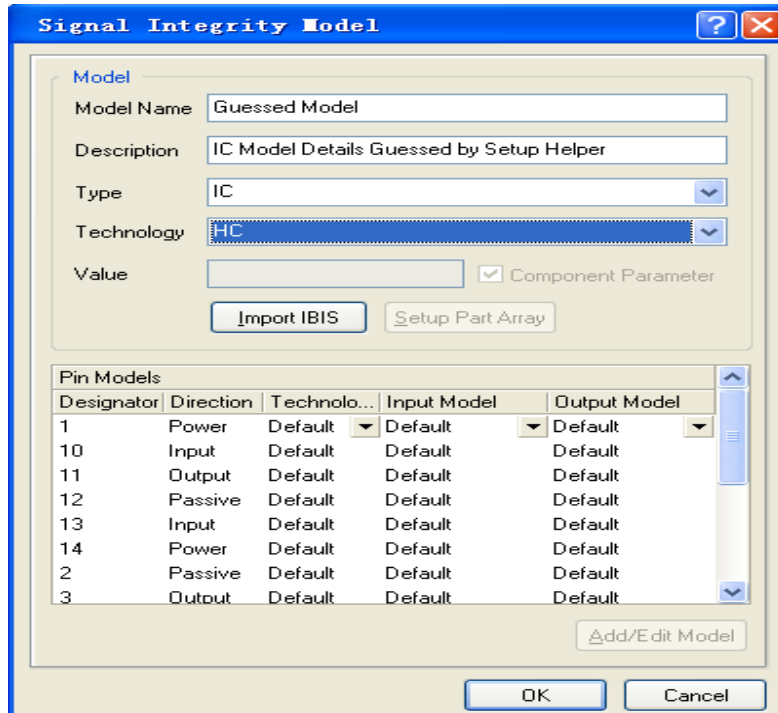 Signal Integrity Model
Model
Model Name Guessed Model
Description IC Model Details Guessed by Setup Helper
Type IC
Technology HC
Value Component Parameter
Import IBIS Setup Part Array
Pin Models
Designator Direction Technolo... Input Model Output Model
1 Power Default Default Default
10 Input Default Default Default
11 Output Default Default Default
12 Passive Default Default Default
13 Input Default Default Default
14 Power Default Default Default
2 Passive Default Default Default
3 Output Default Default Default
Add/Edit Model
OK Cancel